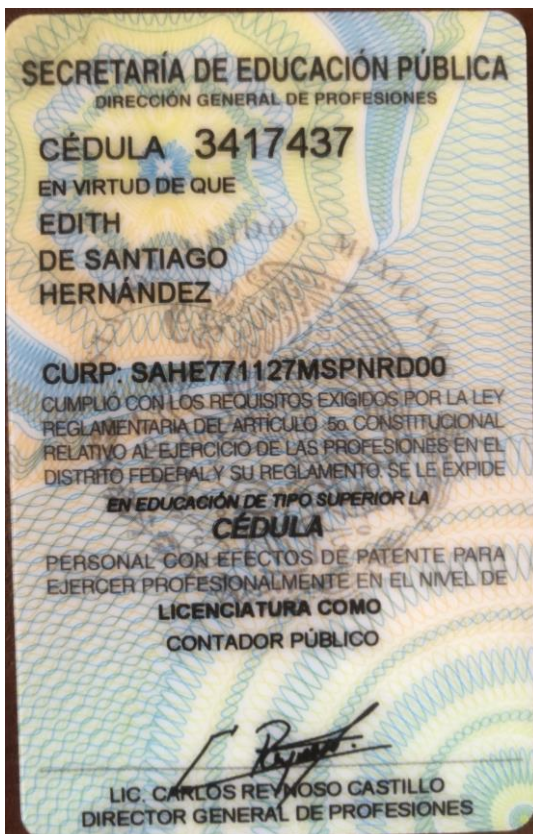 SECRETARÍA DE EDUCACIÓN PÚBLICA
DIRECCIÓN GENERAL DE PROFESIONES
CÉDULA 3417437
EN VIRTUD DE QUE
EDITH
DE SANTIAGO
HERNÁNDEZ
CURP: SAHE771127MSPNRD00
CUMPLIÓ CON LOS REQUISITOS EXIGIDOS POR LA LEY
REGLAMENTARIA DEL ARTÍCULO 5o. CONSTITUCIONAL
RELATIVO AL EJERCICIO DE LAS PROFESIONES EN EL
DISTRITO FEDERAL Y SU REGLAMENTO. SE LE EXPIDE
EN EDUCACIÓN DE TIPO SUPERIOR LA
CÉDULA
PERSONAL CON EFECTOS DE PATENTE PARA
EJERCER PROFESIONALMENTE EN EL NIVEL DE
LICENCIATURA COMO
CONTADOR PÚBLICO
LIC. CARLOS REYNOSO CASTILLO
DIRECTOR GENERAL DE PROFESIONES